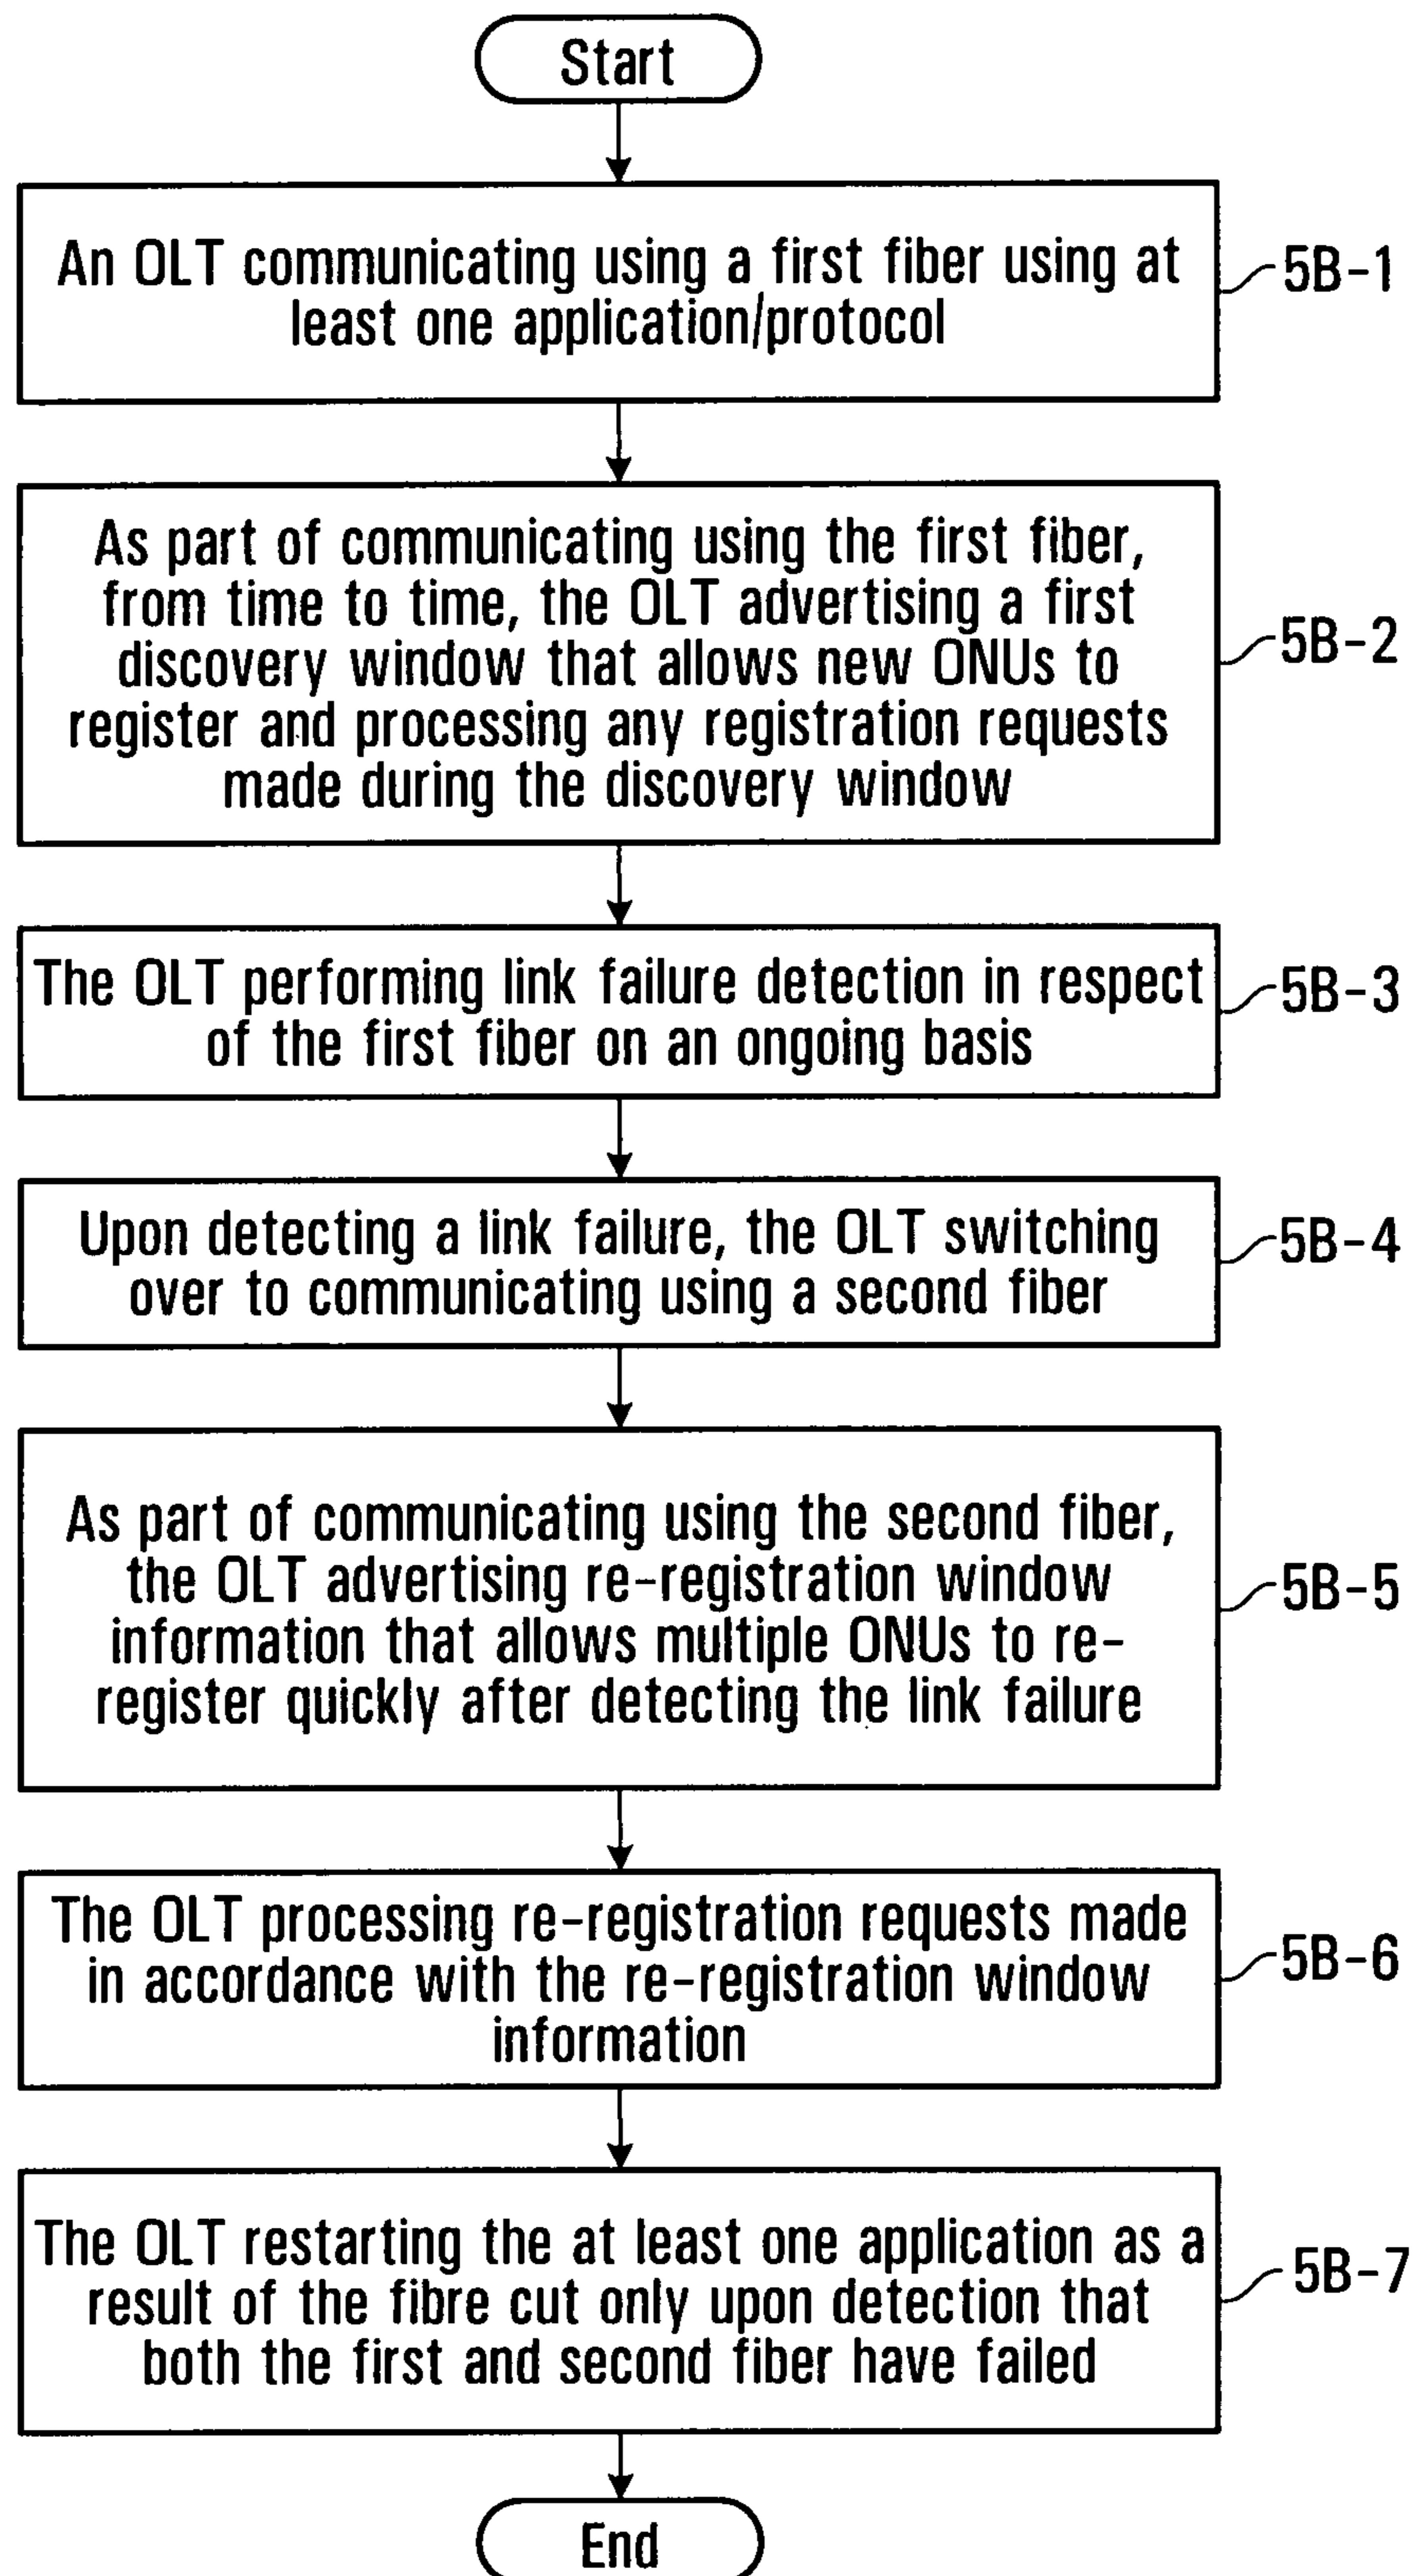 Start
An OLT communicating using a first fiber using at
least one application/protocol
5B-1
As part of communicating using the first fiber,
from time to time, the OLT advertising a first
discovery window that allows new ONUs to
register and processing any registration requests
made during the discovery window
5B-2
The OLT performing link failure detection in respect
of the first fiber on an ongoing basis
5B-3
Upon detecting a link failure, the OLT switching
over to communicating using a second fiber
5B-4
As part of communicating using the second fiber,
the OLT advertising re-registration window
information that allows multiple ONUs to re-
register quickly after detecting the link failure
5B-5
The OLT processing re-registration requests made
in accordance with the re-registration window
information
5B-6
The OLT restarting the at least one application as a
result of the fibre cut only upon detection that
both the first and second fiber have failed
5B-7
End